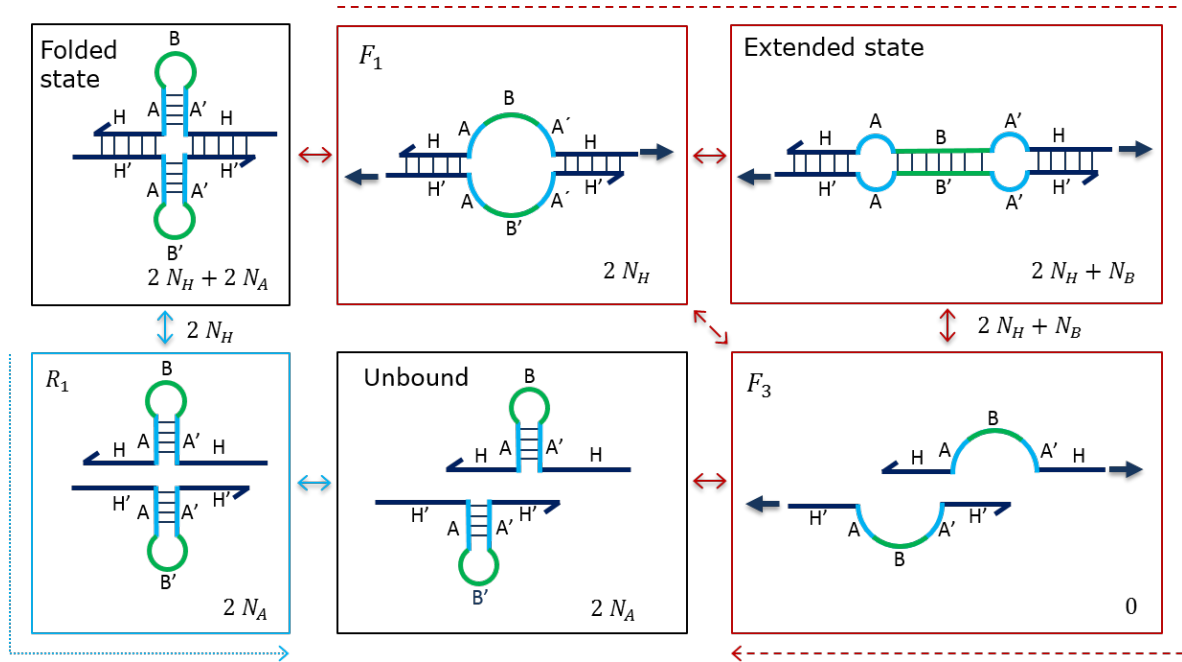 Folded
state
B
H A A’ H
H’ A A’ H’
B’
2 N_H + 2 N_A
F_1
B
H A A´ H
H’ A A´ H’
B’
2 N_H
Extended state
H A B A’ H
H’ A B’ A’ H’
2 N_H + N_B
2 N_H
2 N_H + N_B
R_1
B
H A A’ H
H’ A A’ H’
B’
2 N_A
Unbound
B
H A A’ H
H’ A A’ H’
B’
2 N_A
F_3
B
H A A’ H
H’ A A’ H’
B
0